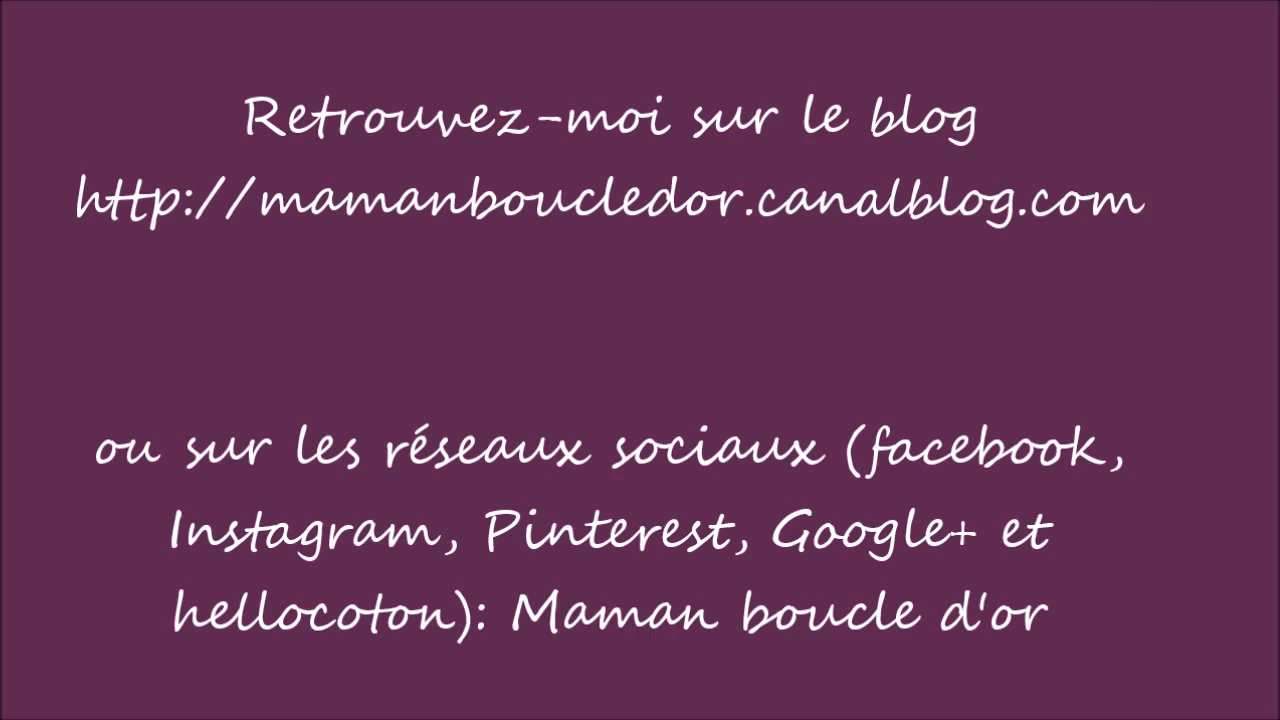 Retrouvez-moi sur le blog
http://mamanboucledor.canalblog.com
ou sur les réseaux sociaux (facebook,
Instagram, Pinterest, Google+ et
hellocoton): Maman boucle d'or